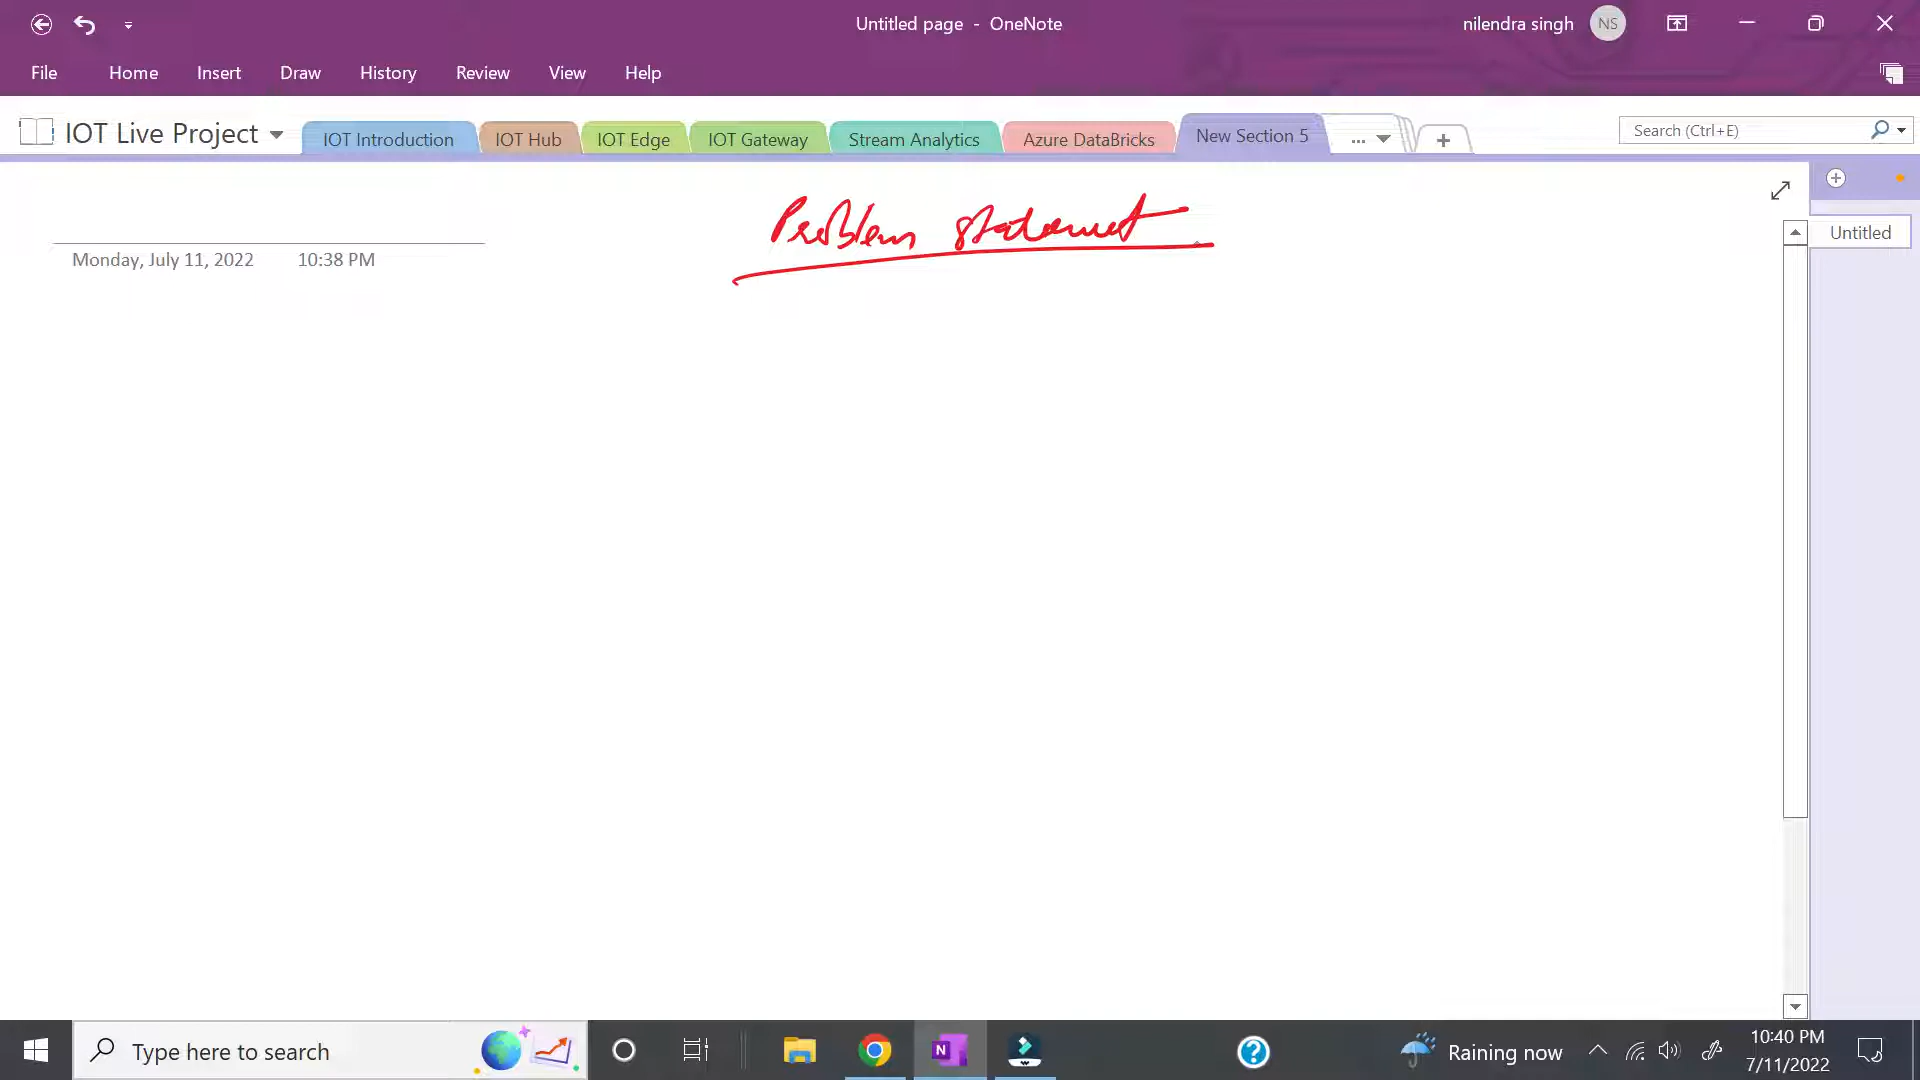 Untitled page - OneNote
nilendra singh NS
File Home Insert Draw History Review View Help
IOT Live Project IOT Introduction IOT Hub IOT Edge IOT Gateway Stream Analytics Azure DataBricks New Section 5 ... Search (Ctrl+E)
Problem statement
Untitled
Monday, July 11, 2022 10:38 PM
Type here to search
N
Raining now
10:40 PM
7/11/2022